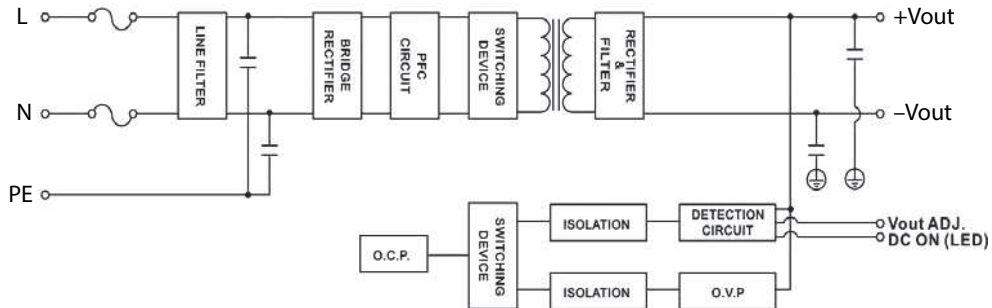 L
+Vout
LINE FILTER
BRIDGE
RECTIFIER
PFC
CIRCUIT
SWITCHING
DEVICE
RECTIFIER
&
FILTER
N
–Vout
PE
SWITCHING
DEVICE
ISOLATION
DETECTION
CIRCUIT
Vout ADJ.
DC ON (LED)
O.C.P.
ISOLATION
O.V.P